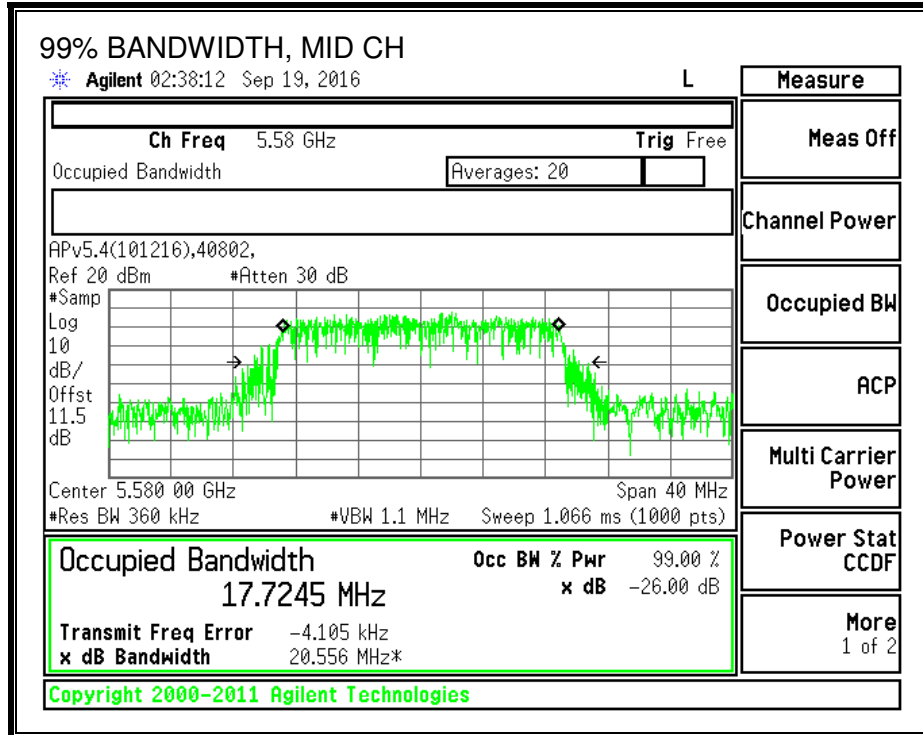 99% BANDWIDTH, MID CH
Agilent 02:38:12 Sep 19, 2016 L
Measure
Ch Freq 5.58 GHz Trig Free
Meas Off
Occupied Bandwidth Averages: 20
Channel Power
APv5.4(101216),40802,
Ref 20 dBm #Atten 30 dB
#Samp
Log
10
dB/
Offst
11.5
dB
Occupied BW
ACP
Multi Carrier
Power
Center 5.580 00 GHz Span 40 MHz
#Res BW 360 kHz #VBW 1.1 MHz Sweep 1.066 ms (1000 pts)
Power Stat
CCDF
Occupied Bandwidth Occ BW % Pwr 99.00 %
17.7245 MHz x dB -26.00 dB
Transmit Freq Error -4.105 kHz
x dB Bandwidth 20.556 MHz*
More
1 of 2
Copyright 2000-2011 Agilent Technologies